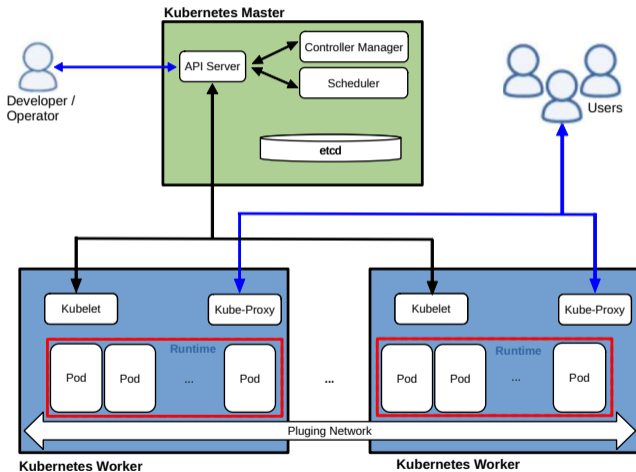 Kubernetes Master
API Server
Controller Manager
Scheduler
etcd
Developer /
Operator
Users
Kubelet
Kube-Proxy
Runtime
Pod
Pod
...
Pod
...
Kubelet
Kube-Proxy
Runtime
Pod
Pod
...
Pod
Pluging Network
Kubernetes Worker
Kubernetes Worker